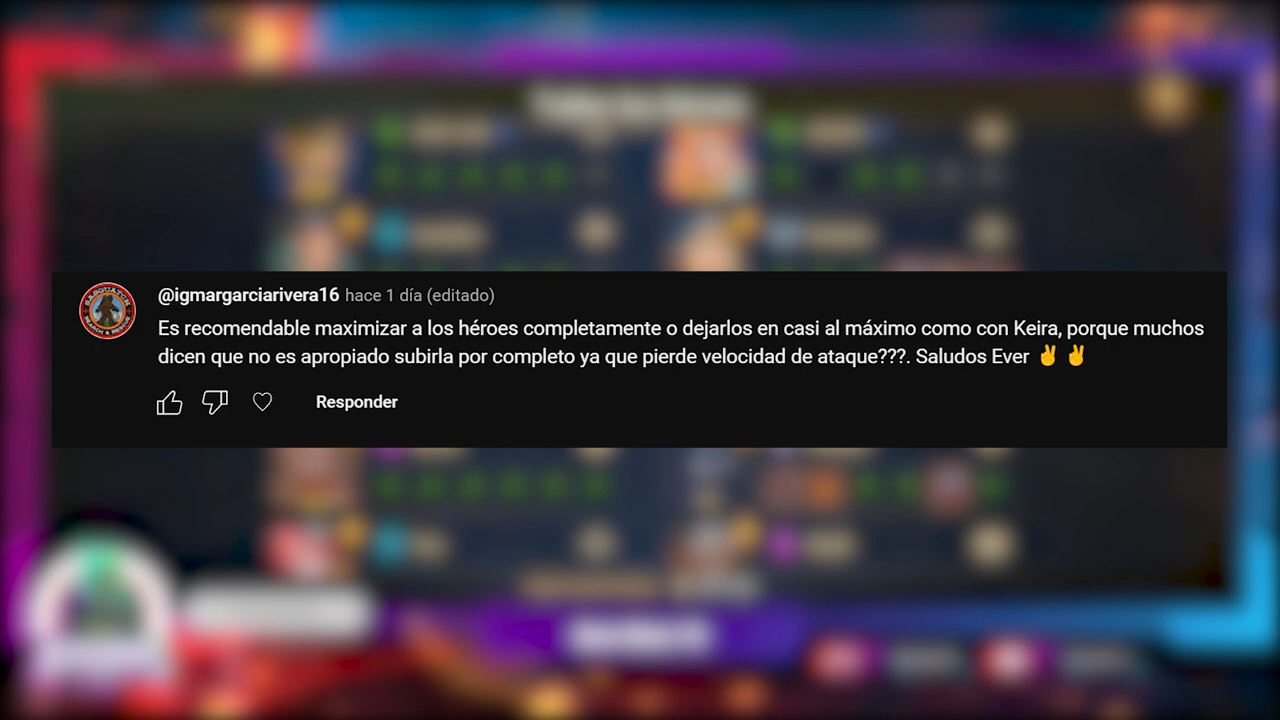 @igmargarciarivera16 hace 1 día (editado)
Es recomendable maximizar a los héroes completamente o dejarlos en casi al máximo como con Keira, porque muchos
dicen que no es apropiado subirla por completo ya que pierde velocidad de ataque???. Saludos Ever ✌️ ✌️
Responder